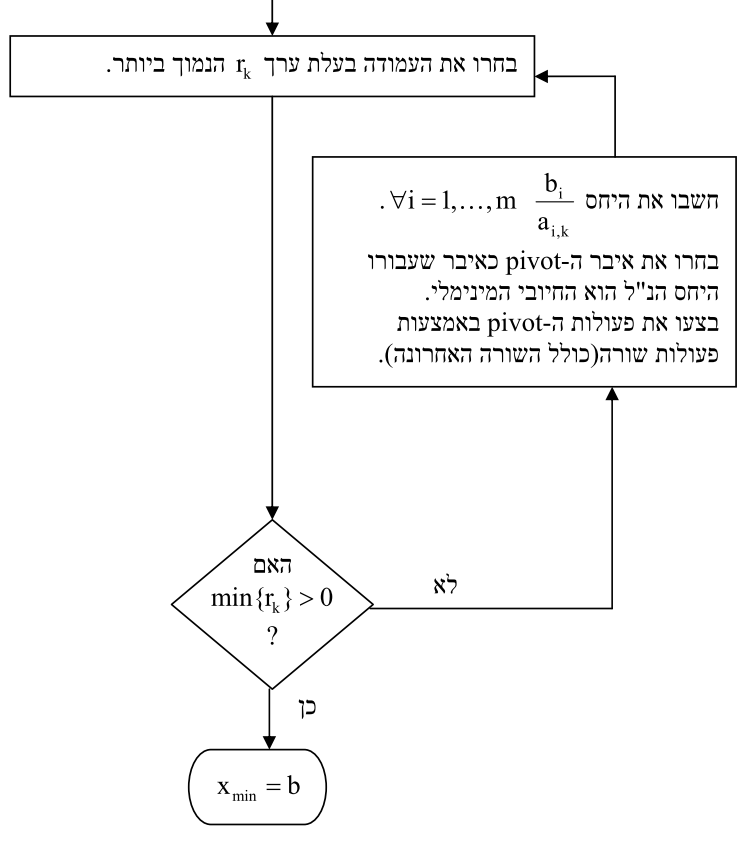 בחרו את העמודה בעלת ערך r_k הנמוך ביותר.
חשבו את היחס b_i / a_{i,k} ∀i = 1,…,m .
בחרו את איבר ה-pivot כאיבר שעבורו
היחס הנ"ל הוא החיובי המינימלי.
בצעו את פעולות ה-pivot באמצעות
פעולות שורה(כולל השורה האחרונה).
האם
min{r_k} > 0
?
לא
כן
x_min = b